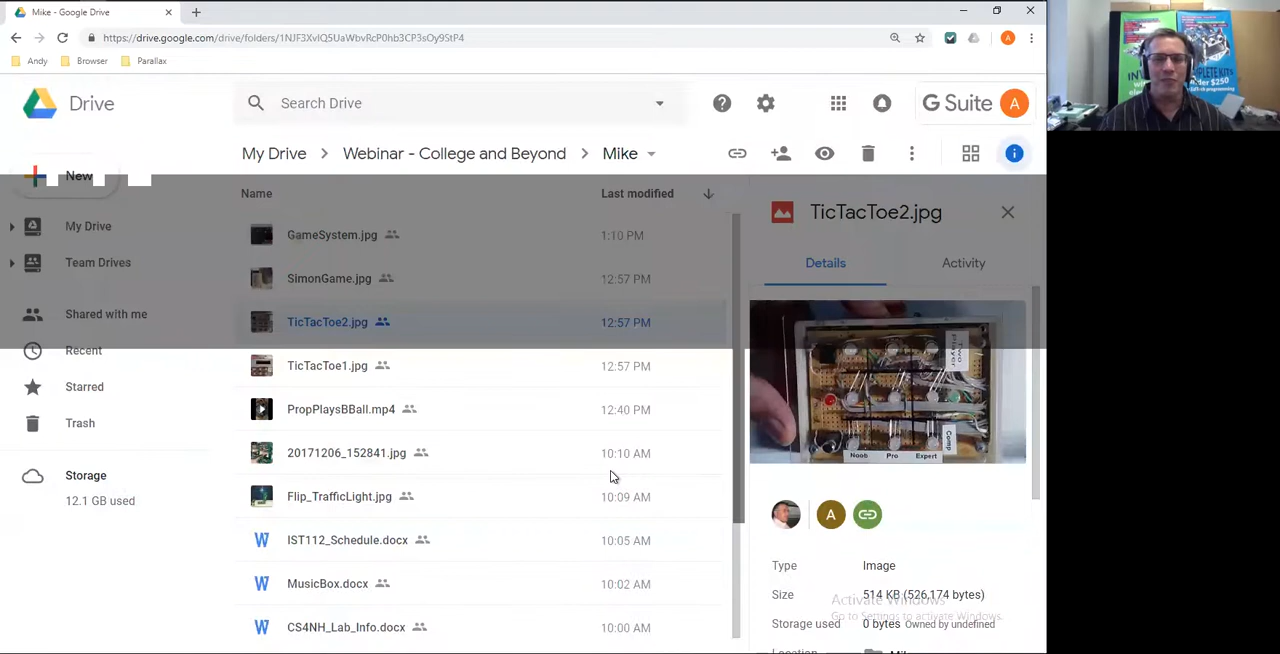 Mike - Google Drive
https://drive.google.com/drive/folders/1NJF3XvlQ5UaWbvRcP0hb3CP3sOy9StP4
Andy Browser Parallax
Drive Search Drive G Suite A
My Drive > Webinar - College and Beyond > Mike
New
My Drive
Team Drives
Shared with me
Recent
Starred
Trash
Storage
12.1 GB used
Name Last modified
GameSystem.jpg 1:10 PM
SimonGame.jpg 12:57 PM
TicTacToe2.jpg 12:57 PM
TicTacToe1.jpg 12:57 PM
PropPlaysBBall.mp4 12:40 PM
20171206_152841.jpg 10:10 AM
Flip_TrafficLight.jpg 10:09 AM
IST112_Schedule.docx 10:05 AM
MusicBox.docx 10:02 AM
CS4NH_Lab_Info.docx 10:00 AM
TicTacToe2.jpg
Details Activity
Two Player
Comp
Noob Pro Expert
A
Type Image
Size 514 KB (526,174 bytes)
Storage used 0 bytes Owned by undefined
Location
Activate Windows
Go to Settings to activate Windows.